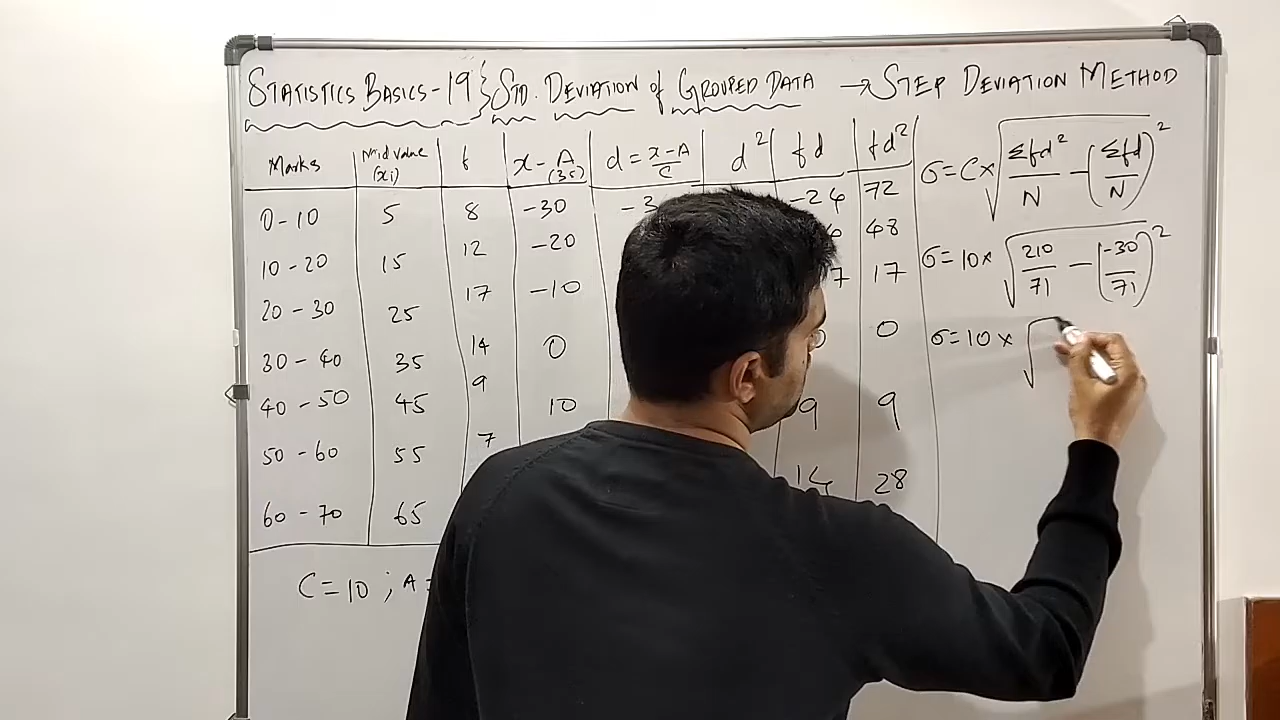 STATISTICS BASICS - 19 } STD. DEVIATION of GROUPED DATA → STEP DEVIATION METHOD
Marks | Mid value (xi) | f | x - A (35) | d = x-A/C | d² | fd | fd²
0 - 10 | 5 | 8 | -30 | -3 | -24 | 72
10 - 20 | 15 | 12 | -20 | 48
20 - 30 | 25 | 17 | -10 | 7 | 17
30 - 40 | 35 | 14 | 0 | 0 | 0
40 - 50 | 45 | 9 | 10 | 9 | 9
50 - 60 | 55 | 7 | 14 | 28
60 - 70 | 65
C = 10 ; A =
σ = C × √ Σfd²/N - (Σfd/N)²
σ = 10 × √ 210/71 - (-30/71)²
σ = 10 × √